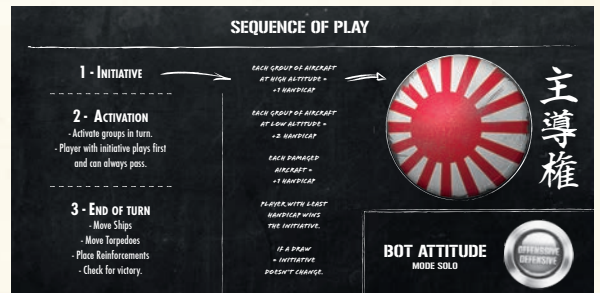 SEQUENCE OF PLAY
1 - INITIATIVE
2 - ACTIVATION
- Activate groups in turn.
- Player with initiative plays first
and can always pass.
3 - END OF TURN
- Move Ships
- Move Torpedoes
- Place Reinforcements
- Check for victory.
EACH GROUP OF AIRCRAFT
AT HIGH ALTITUDE =
+1 HANDICAP
EACH GROUP OF AIRCRAFT
AT LOW ALTITUDE =
+2 HANDICAP
EACH DAMAGED
AIRCRAFT =
+1 HANDICAP
PLAYER WITH LEAST
HANDICAP WINS
THE INITIATIVE.
IF A DRAW
= INITIATIVE
DOESN'T CHANGE.
主導権
BOT ATTITUDE
MODE SOLO
OFFENSIVE
DEFENSIVE